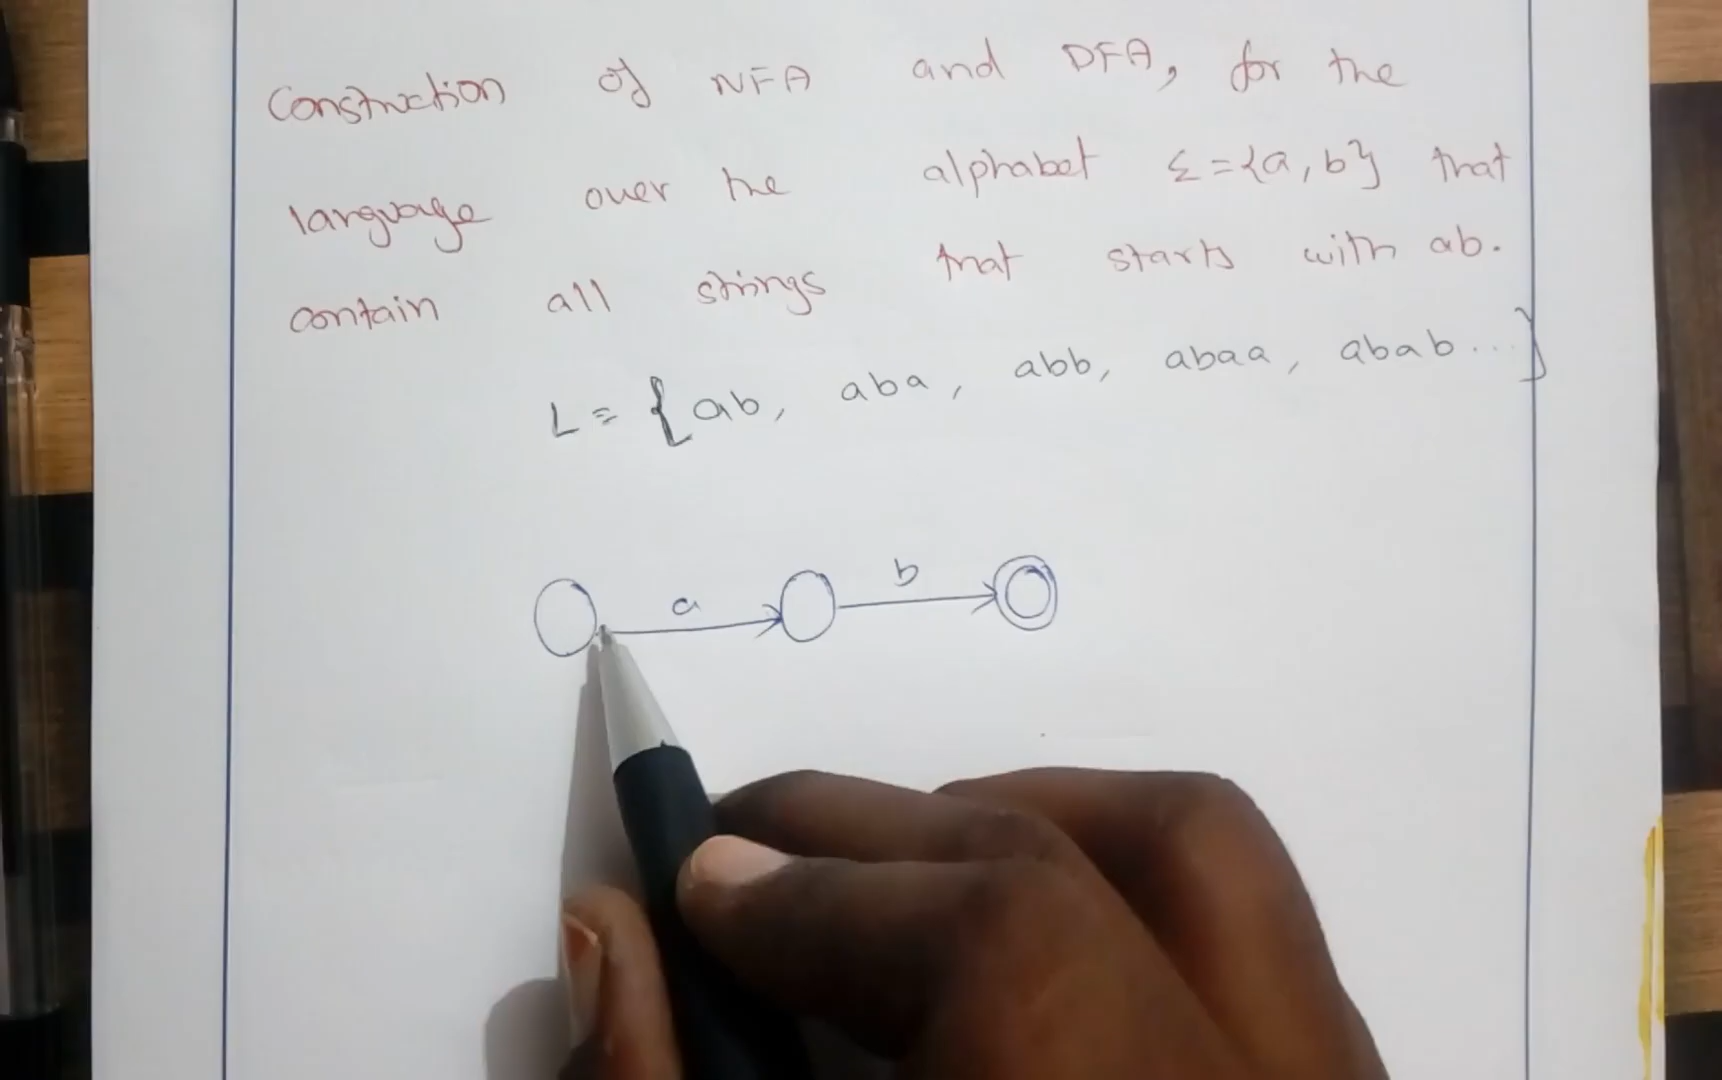 Construction of NFA and DFA, for the
language over the alphabet Σ={a, b} that
contain all strings that starts with ab.
L = {ab, aba, abb, abaa, abab...}
a b